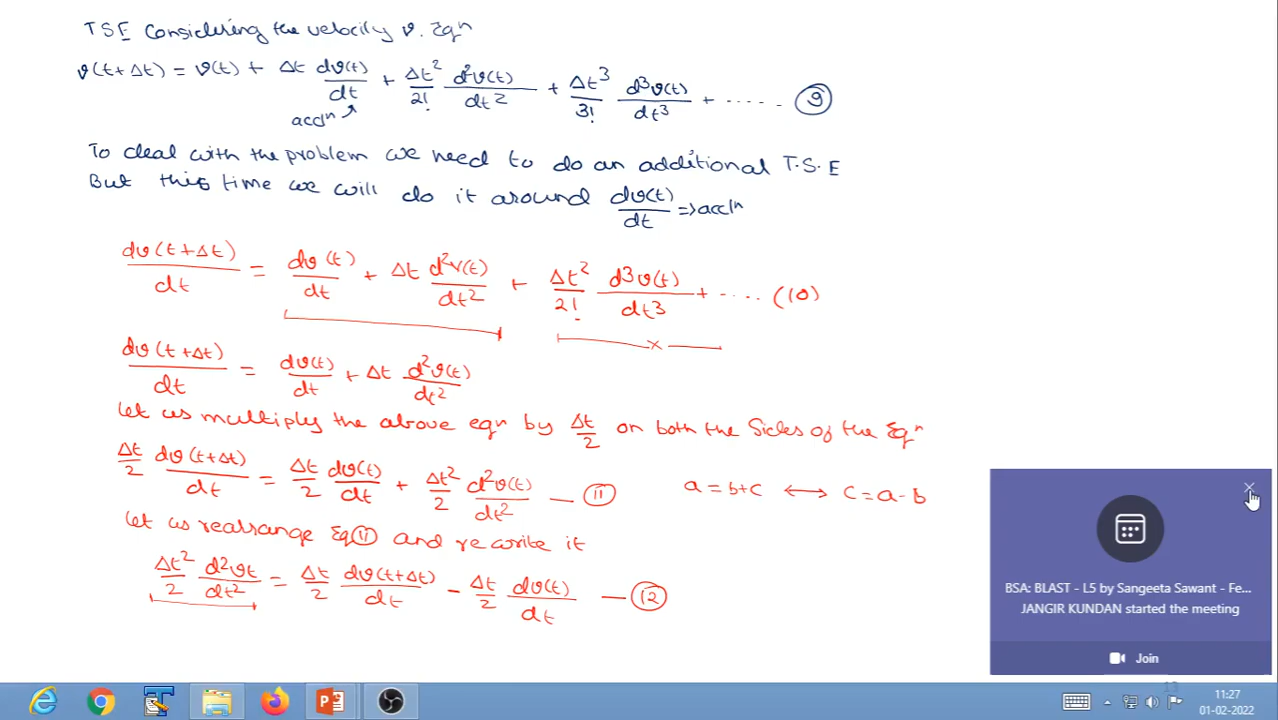 TSE Considering the velocity v. Eqⁿ
v(t+Δt) = v(t) + Δt dv(t)/dt + Δt²/2! d²v(t)/dt² + Δt³/3! d³v(t)/dt³ + ..... (9)
accⁿ
To deal with the problem we need to do an additional T.S.E
But this time we will do it around dv(t)/dt => accⁿ
dv(t+Δt)/dt = dv(t)/dt + Δt d²v(t)/dt² + Δt²/2! d³v(t)/dt³ + .... (10)
x
dv(t+Δt)/dt = dv(t)/dt + Δt d²v(t)/dt²
Let us multiply the above eqⁿ by Δt/2 on both the Sides of the Eqⁿ
Δt/2 dv(t+Δt)/dt = Δt/2 dv(t)/dt + Δt²/2 d²v(t)/dt² — (11)
a = b+c ⟷ c = a-b
Let us rearrange Eq(11) and rewrite it
Δt²/2 d²vt/dt² = Δt/2 dv(t+Δt)/dt - Δt/2 dv(t)/dt — (12)
BSA: BLAST - L5 by Sangeeta Sawant - Fe...
JANGIR KUNDAN started the meeting
Join
13
11:27
01-02-2022